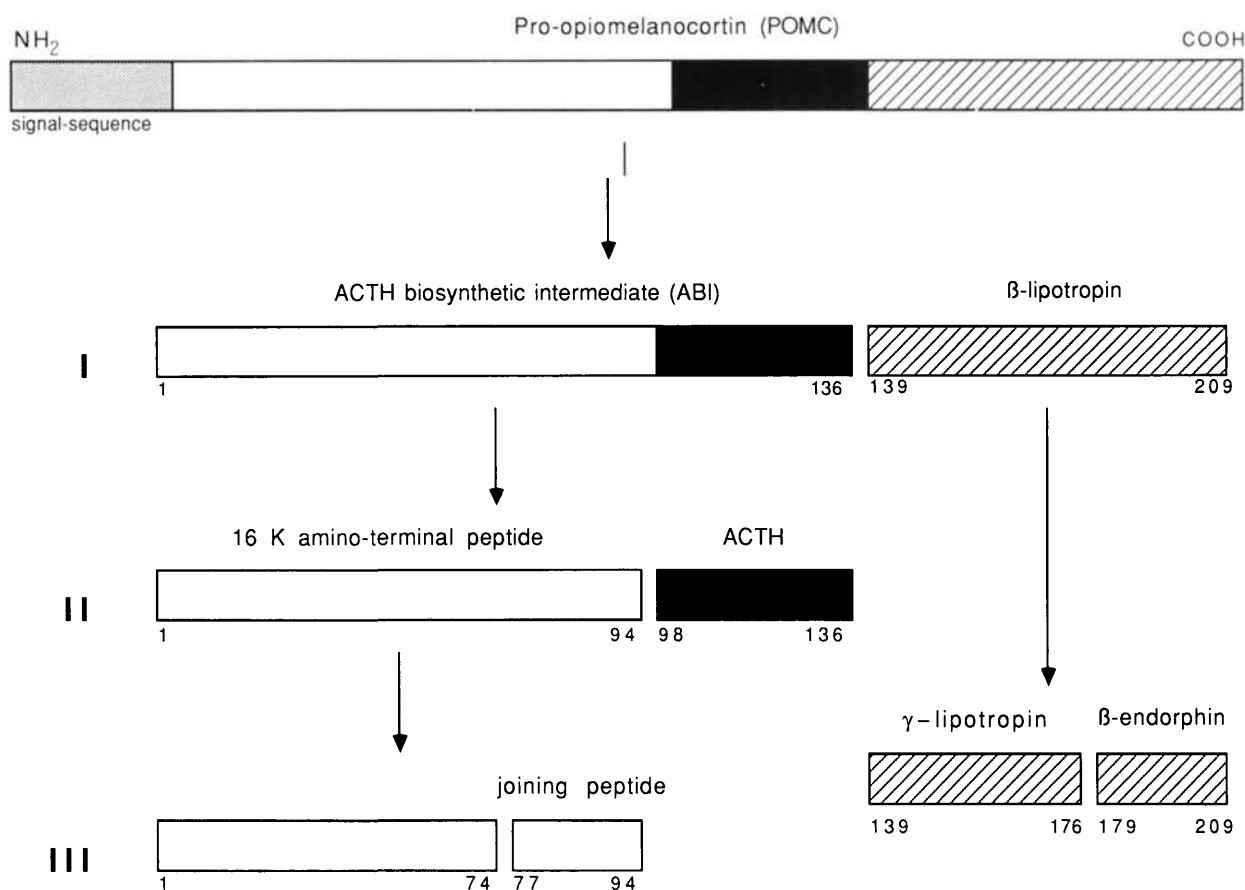 Pro-opiomelanocortin (POMC)
NH2 COOH
signal-sequence
ACTH biosynthetic intermediate (ABI) ß-lipotropin
I
1 136 139 209
16 K amino-terminal peptide ACTH
II
1 94 98 136
γ-lipotropin ß-endorphin
joining peptide
139 176 179 209
III
1 74 77 94